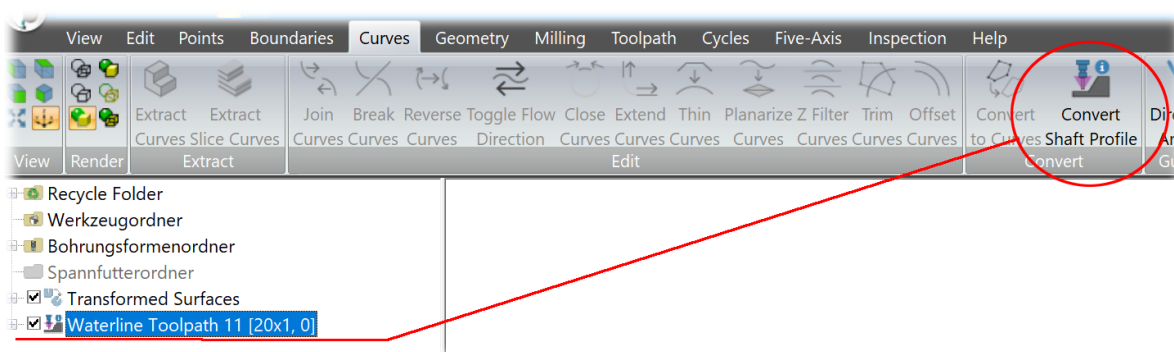 View Edit Points Boundaries Curves Geometry Milling Toolpath Cycles Five-Axis Inspection Help
Extract Extract Join Break Reverse Toggle Flow Close Extend Thin Planarize Z Filter Trim Offset Convert Convert
Curves Slice Curves Curves Curves Curves Direction Curves Curves Curves Curves Curves Curves Curves to Curves Shaft Profile
View Render Extract Edit Convert
Recycle Folder
Werkzeugordner
Bohrungsformenordner
Spannfutterordner
Transformed Surfaces
Waterline Toolpath 11 [20x1, 0]